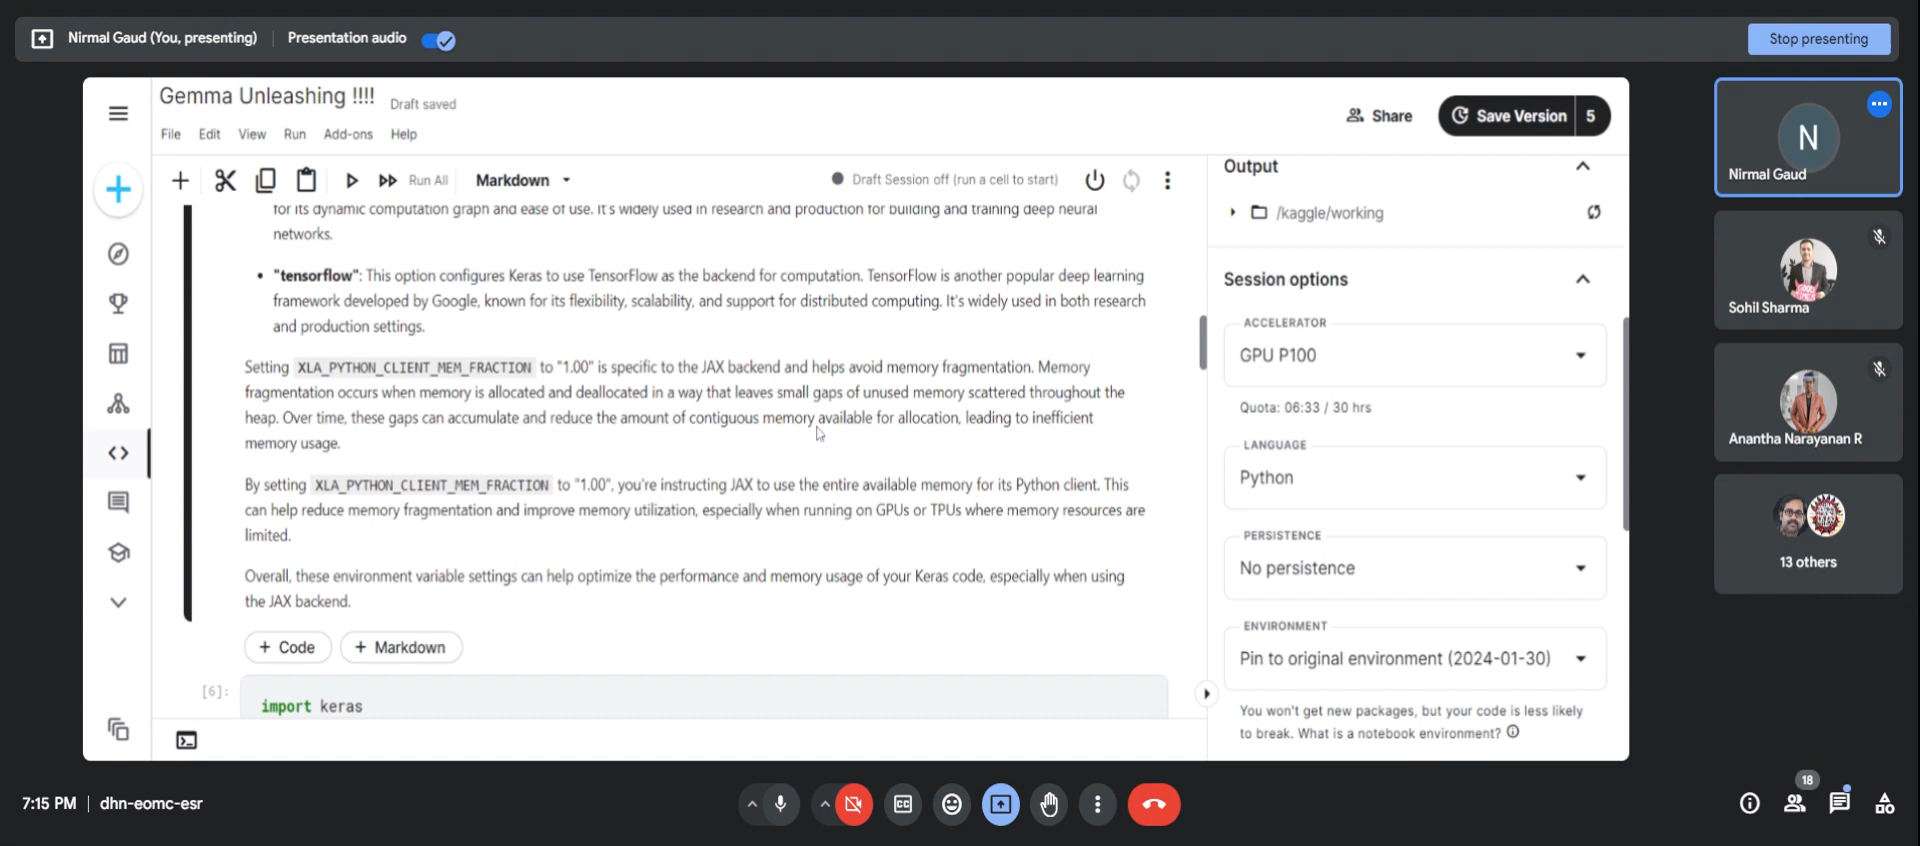 Nirmal Gaud (You, presenting)
Presentation audio
Stop presenting
Gemma Unleashing !!!!
Draft saved
File Edit View Run Add-ons Help
Share
Save Version 5
Run All
Markdown
Draft Session off (run a cell to start)
for its dynamic computation graph and ease of use. It's widely used in research and production for building and training deep neural
networks.
• "tensorflow": This option configures Keras to use TensorFlow as the backend for computation. TensorFlow is another popular deep learning
framework developed by Google, known for its flexibility, scalability, and support for distributed computing. It's widely used in both research
and production settings.
Setting XLA_PYTHON_CLIENT_MEM_FRACTION to "1.00" is specific to the JAX backend and helps avoid memory fragmentation. Memory
fragmentation occurs when memory is allocated and deallocated in a way that leaves small gaps of unused memory scattered throughout the
heap. Over time, these gaps can accumulate and reduce the amount of contiguous memory available for allocation, leading to inefficient
memory usage.
By setting XLA_PYTHON_CLIENT_MEM_FRACTION to "1.00", you're instructing JAX to use the entire available memory for its Python client. This
can help reduce memory fragmentation and improve memory utilization, especially when running on GPUs or TPUs where memory resources are
limited.
Overall, these environment variable settings can help optimize the performance and memory usage of your Keras code, especially when using
the JAX backend.
+ Code
+ Markdown
[6]:
import keras
Output
/kaggle/working
Session options
ACCELERATOR
GPU P100
Quota: 06:33 / 30 hrs
LANGUAGE
Python
PERSISTENCE
No persistence
ENVIRONMENT
Pin to original environment (2024-01-30)
You won't get new packages, but your code is less likely
to break. What is a notebook environment?
N
Nirmal Gaud
Sohil Sharma
Anantha Narayanan R
13 others
7:15 PM | dhn-eomc-esr
CC
18